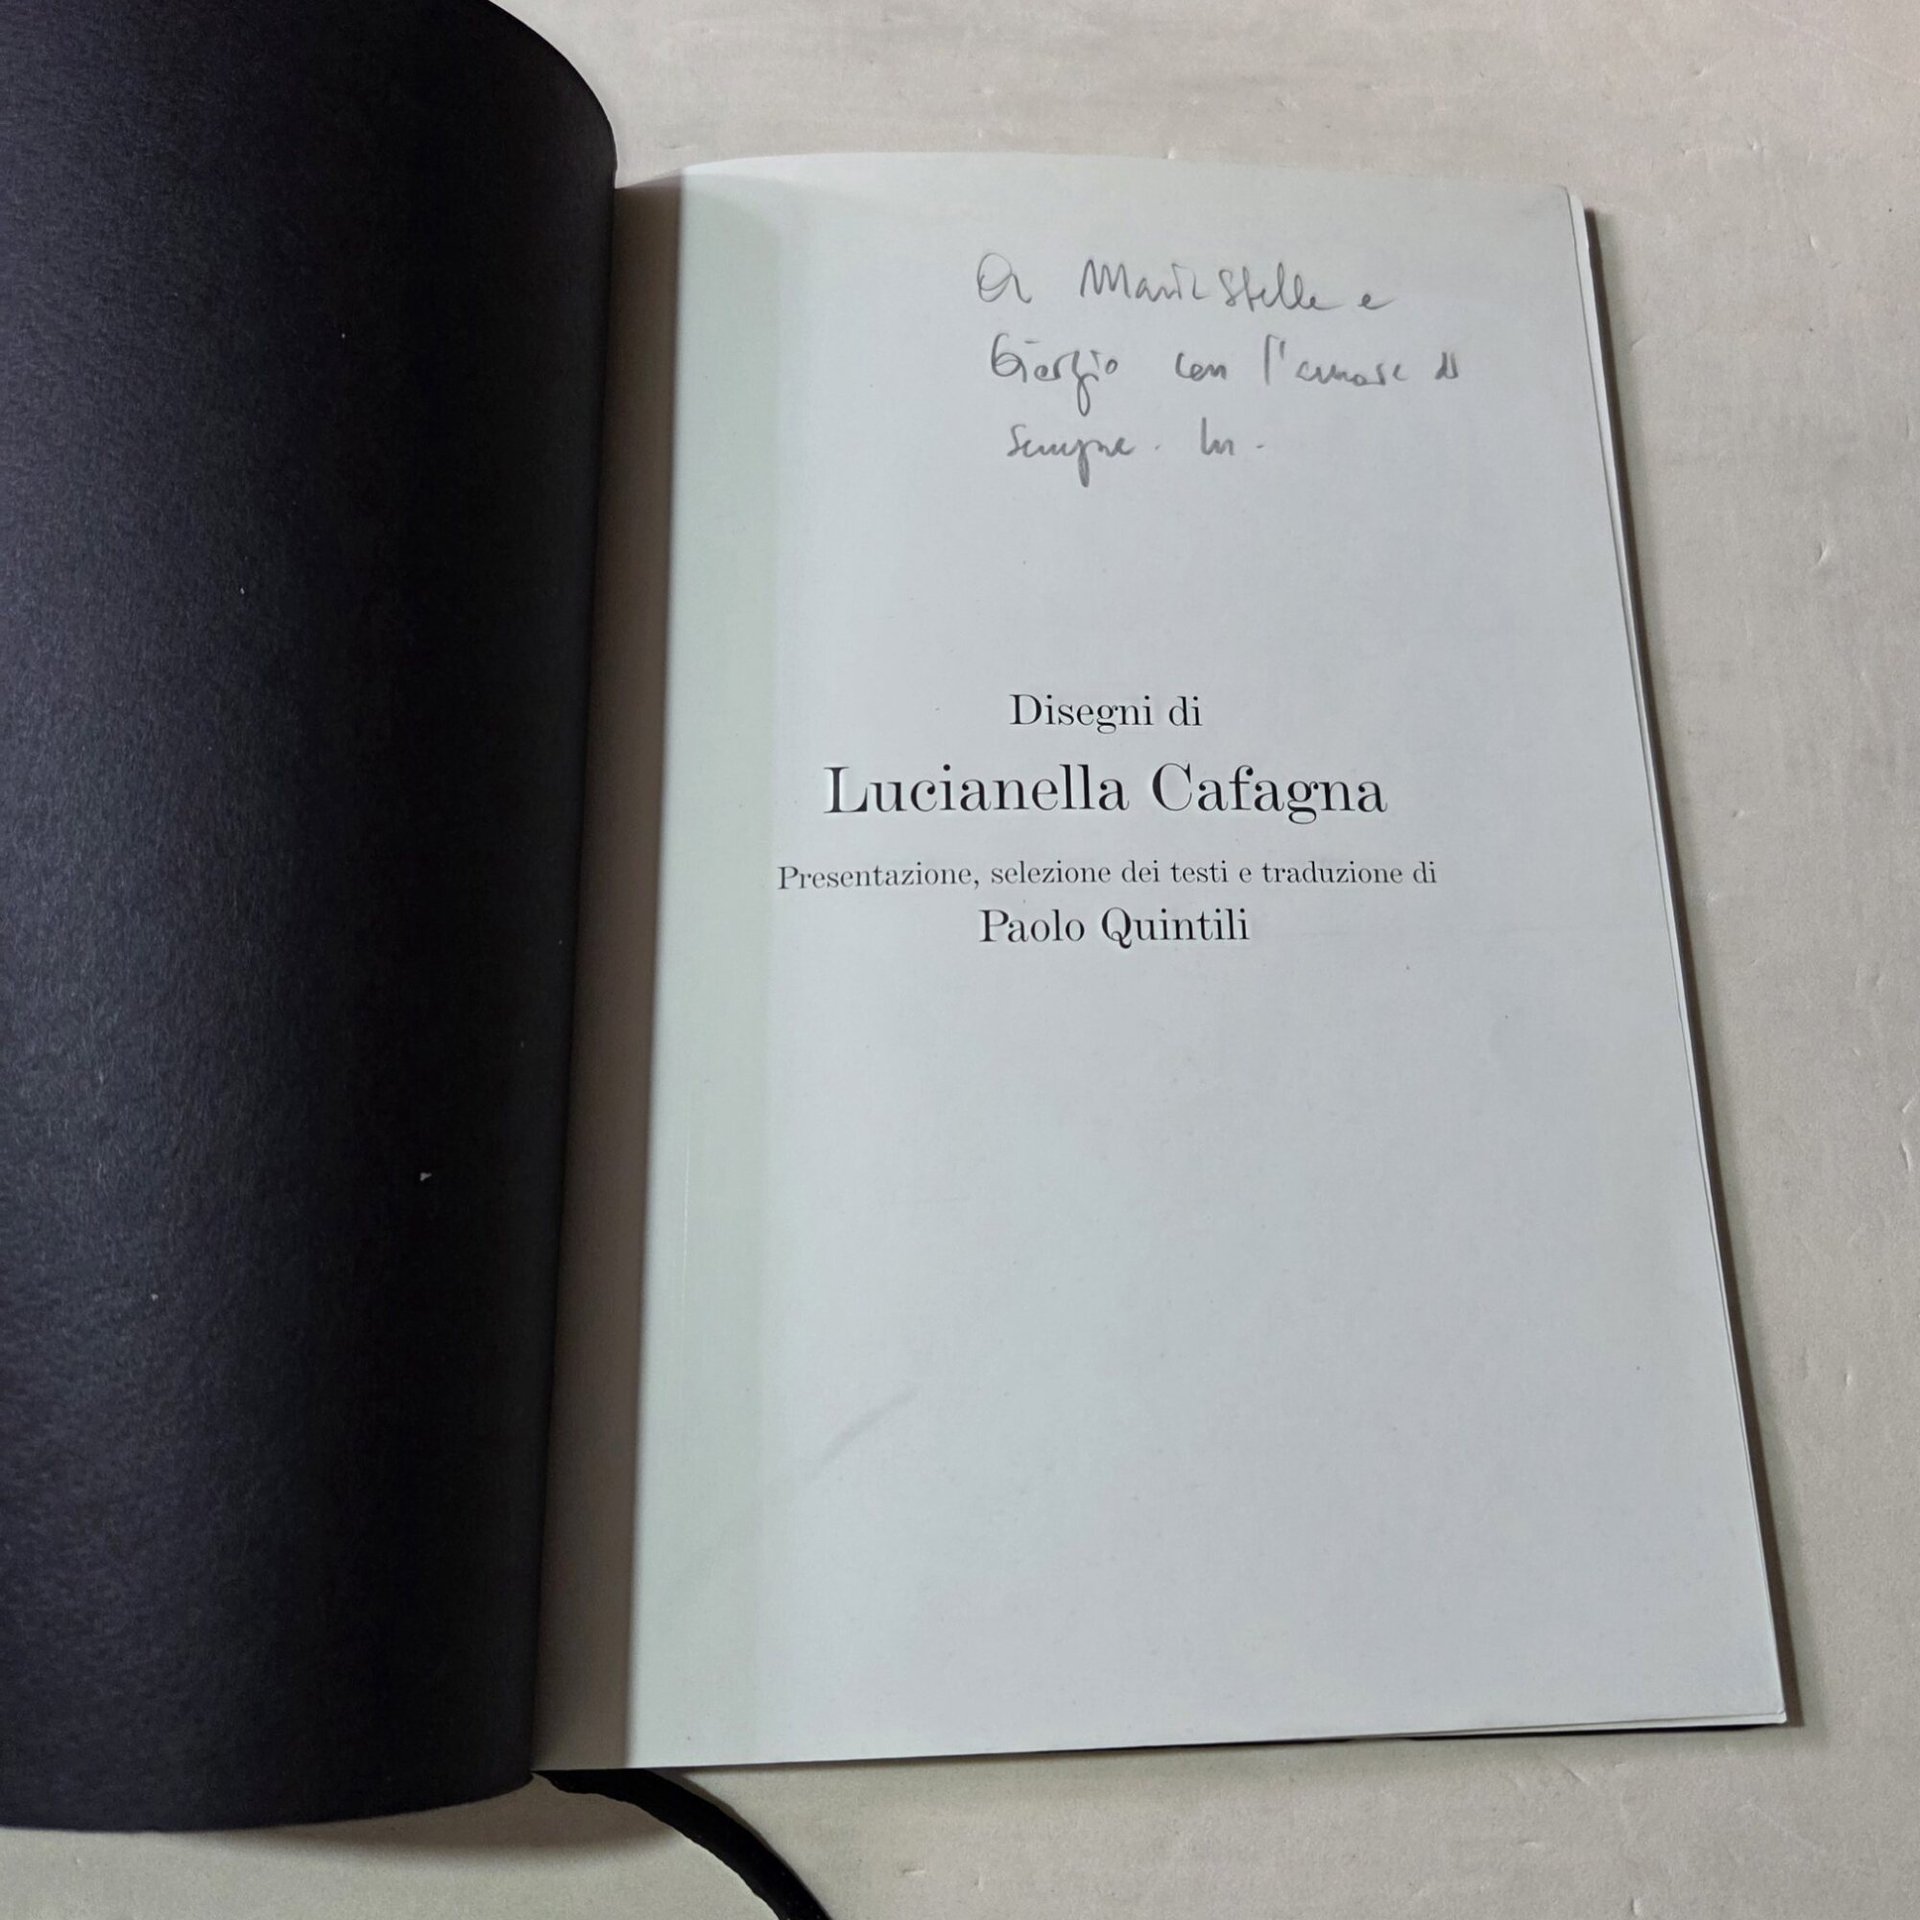 A Maria Stella e
Giorgio con l'amore di
sempre. Lu.
Disegni di
Lucianella Cafagna
Presentazione, selezione dei testi e traduzione di
Paolo Quintili